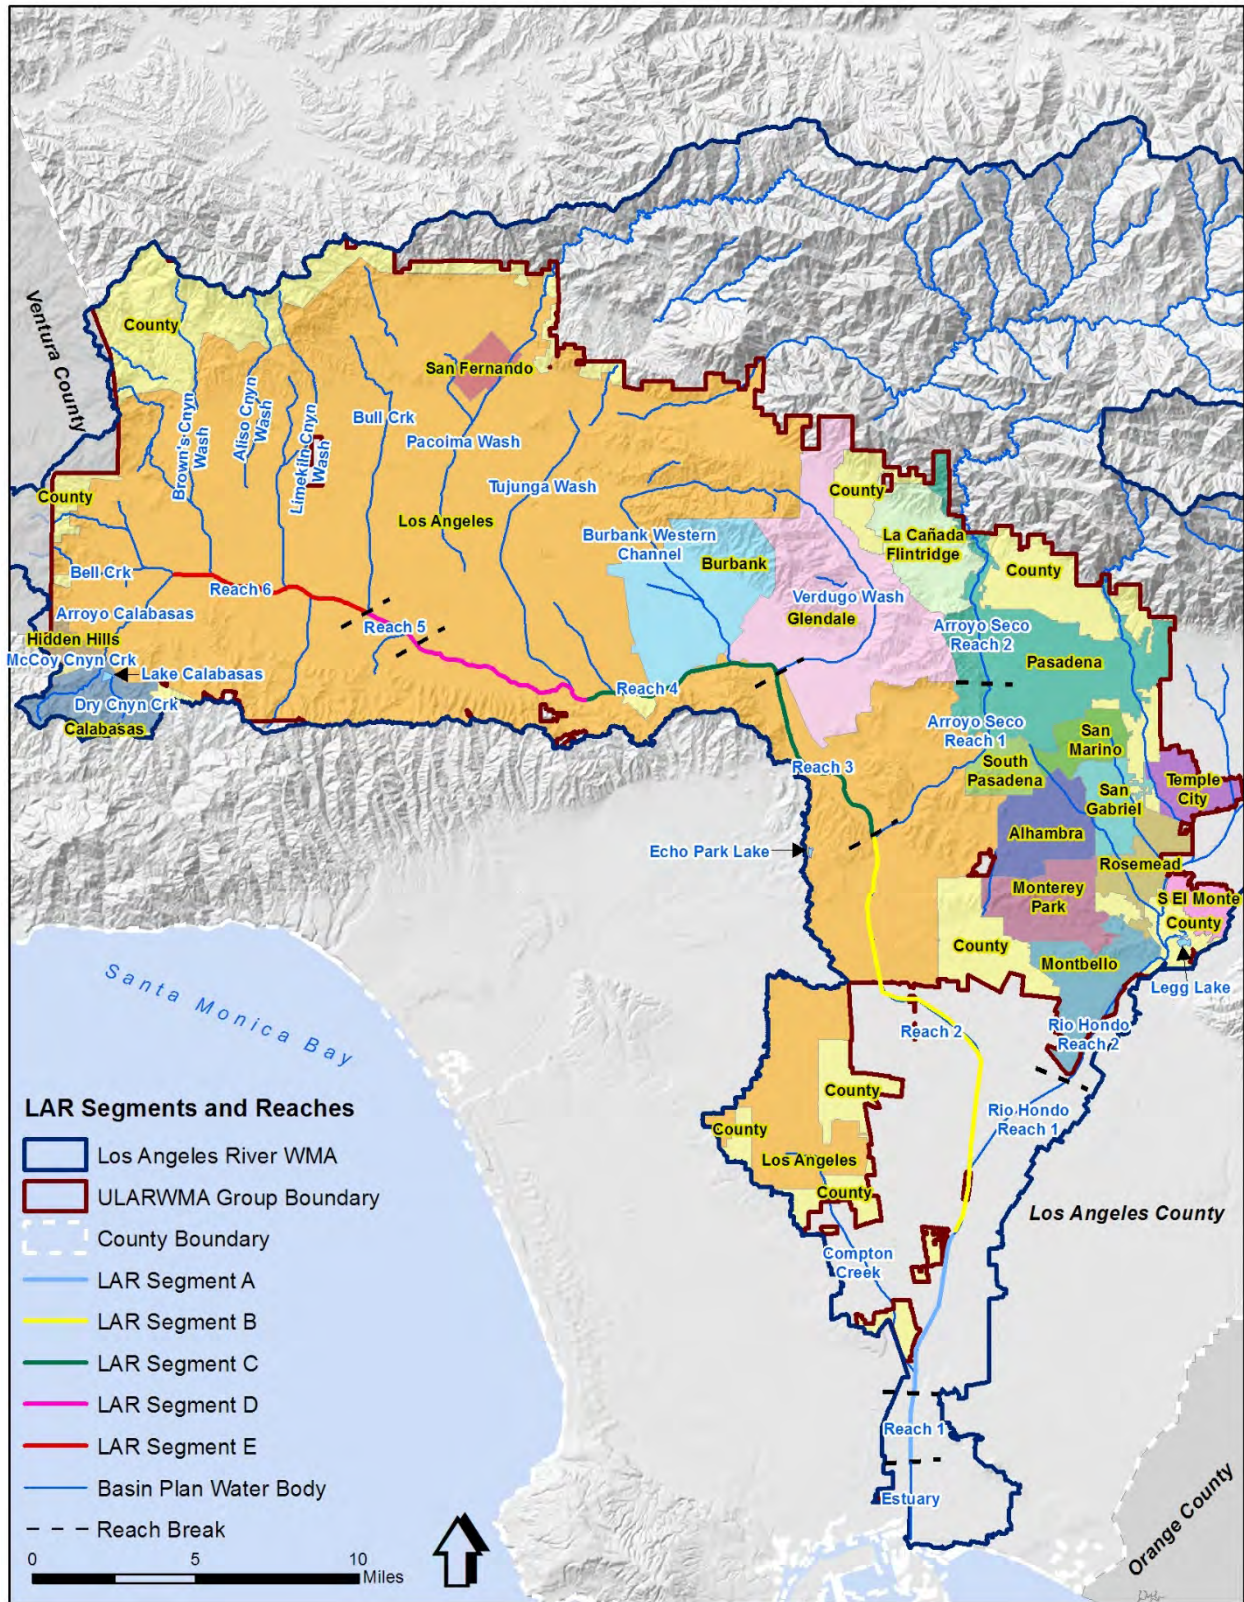 Ventura County
County
San Fernando
Brown's Cnyn
Wash
Aliso Cnyn
Wash
Limekiln Cnyn
Wash
Bull Crk
Pacoima Wash
Tujunga Wash
Los Angeles
County
County
La Cañada
Flintridge
Burbank Western
Channel
Burbank
County
Bell Crk
Reach 6
Verdugo Wash
Glendale
Arroyo Calabasas
Reach 5
Arroyo Seco
Reach 2
Hidden Hills
McCoy Cnyn Crk
Lake Calabasas
Pasadena
Reach 4
Dry Cnyn Crk
Calabasas
Arroyo Seco
Reach 1
San
Marino
South
Pasadena
Reach 3
Temple
City
San
Gabriel
Alhambra
Echo Park Lake
Rosemead
Monterey
Park
S El Monte
County
County
Montbello
Legg Lake
Santa Monica Bay
Reach 2
Rio Hondo
Reach 2
County
Rio Hondo
Reach 1
County
Los Angeles
County
Los Angeles County
Compton
Creek
Reach 1
Estuary
Orange County
LAR Segments and Reaches
Los Angeles River WMA
ULARWMA Group Boundary
County Boundary
LAR Segment A
LAR Segment B
LAR Segment C
LAR Segment D
LAR Segment E
Basin Plan Water Body
Reach Break
0 5 10
Miles